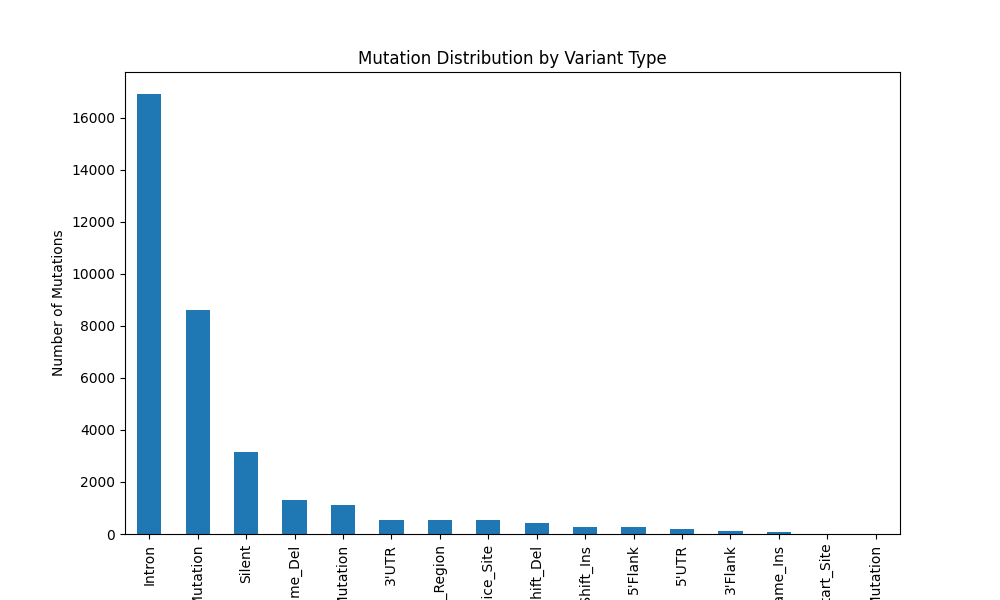 Mutation Distribution by Variant Type
Number of Mutations
16000
14000
12000
10000
8000
6000
4000
2000
0
Intron
Mutation
Silent
me_Del
Mutation
3'UTR
_Region
ice_Site
hift_Del
Shift_Ins
5'Flank
5'UTR
3'Flank
ame_Ins
tart_Site
Mutation